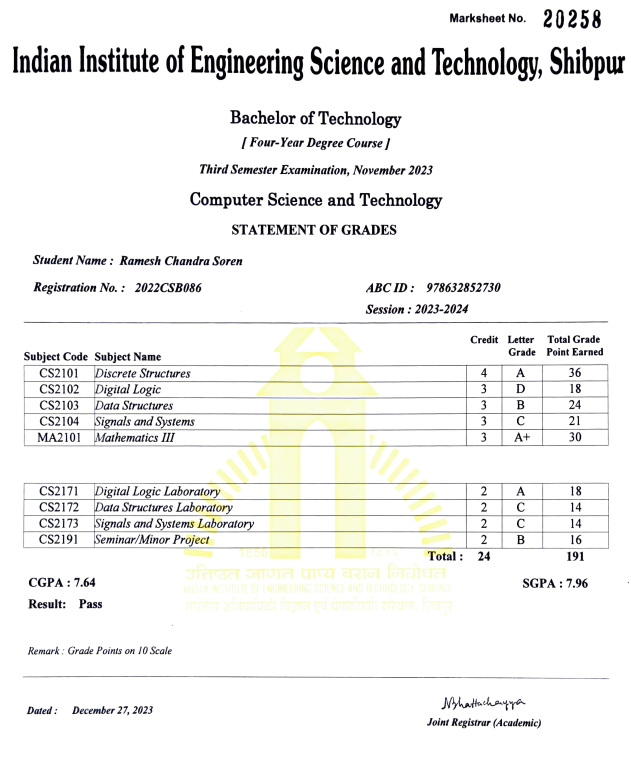 Marksheet No. 20258
Indian Institute of Engineering Science and Technology, Shibpur
Bachelor of Technology
[ Four-Year Degree Course ]
Third Semester Examination, November 2023
Computer Science and Technology
STATEMENT OF GRADES
Student Name : Ramesh Chandra Soren
Registration No. : 2022CSB086 ABC ID : 978632852730
Session : 2023-2024
Subject Code Subject Name Credit Letter Grade Total Grade Point Earned
CS2101 Discrete Structures 4 A 36
CS2102 Digital Logic 3 D 18
CS2103 Data Structures 3 B 24
CS2104 Signals and Systems 3 C 21
MA2101 Mathematics III 3 A+ 30
CS2171 Digital Logic Laboratory 2 A 18
CS2172 Data Structures Laboratory 2 C 14
CS2173 Signals and Systems Laboratory 2 C 14
CS2191 Seminar/Minor Project 2 B 16
Total : 24 191
1856
उत्तिष्ठत जाग्रत प्राप्य वरान निबोधत
CGPA : 7.64 SGPA : 7.96
INDIAN INSTITUTE OF ENGINEERING SCIENCE AND TECHNOLOGY, SHIBPUR
Result: Pass
Remark : Grade Points on 10 Scale
Dated : December 27, 2023
NBhattacharyya
Joint Registrar (Academic)